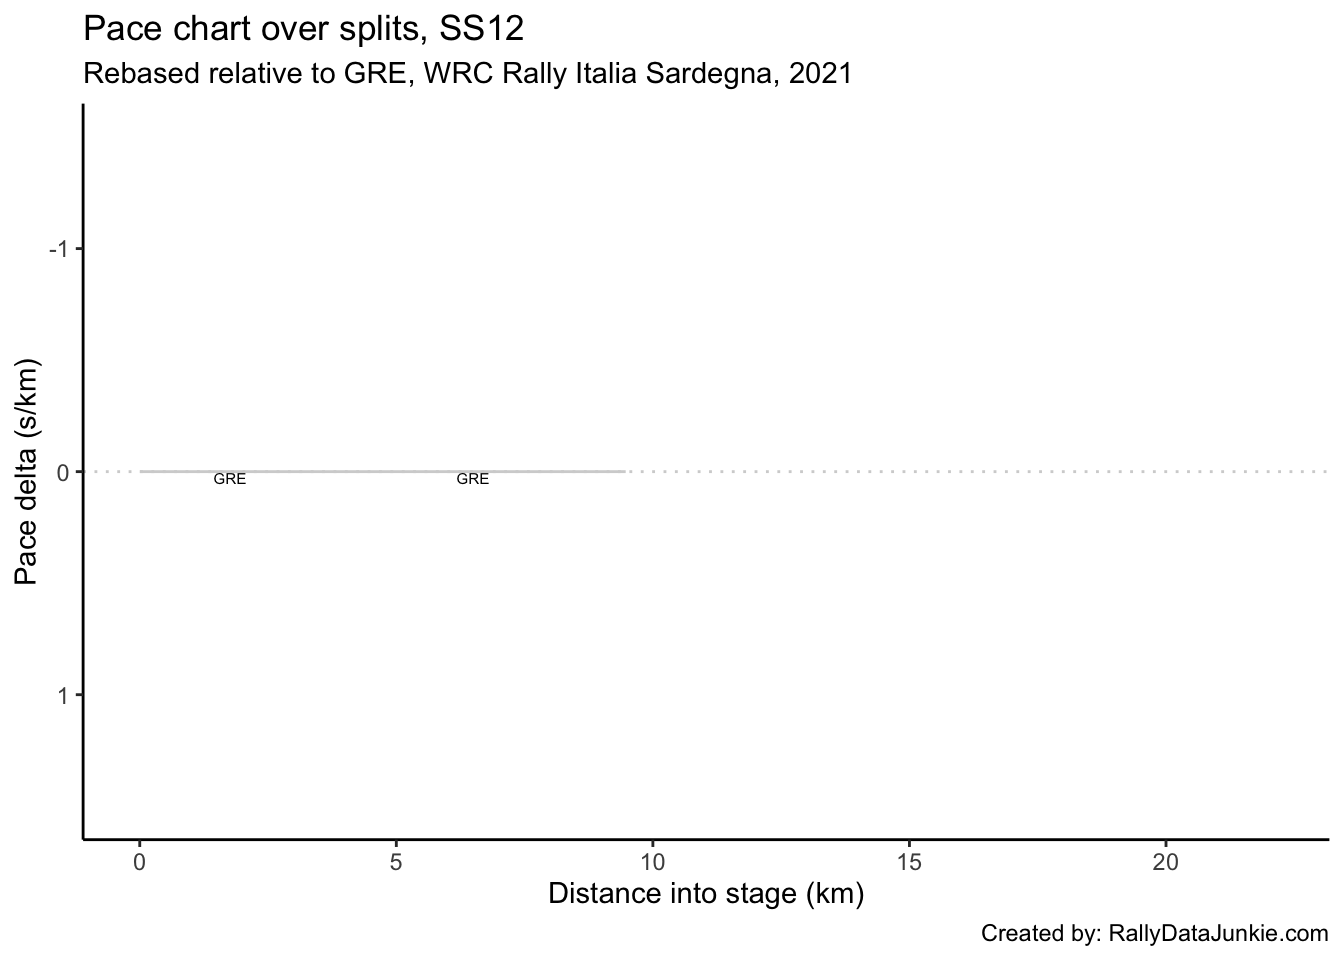 Pace chart over splits, SS12
Rebased relative to GRE, WRC Rally Italia Sardegna, 2021
Pace delta (s/km)
-1
0
1
GRE GRE
0 5 10 15 20
Distance into stage (km)
Created by: RallyDataJunkie.com